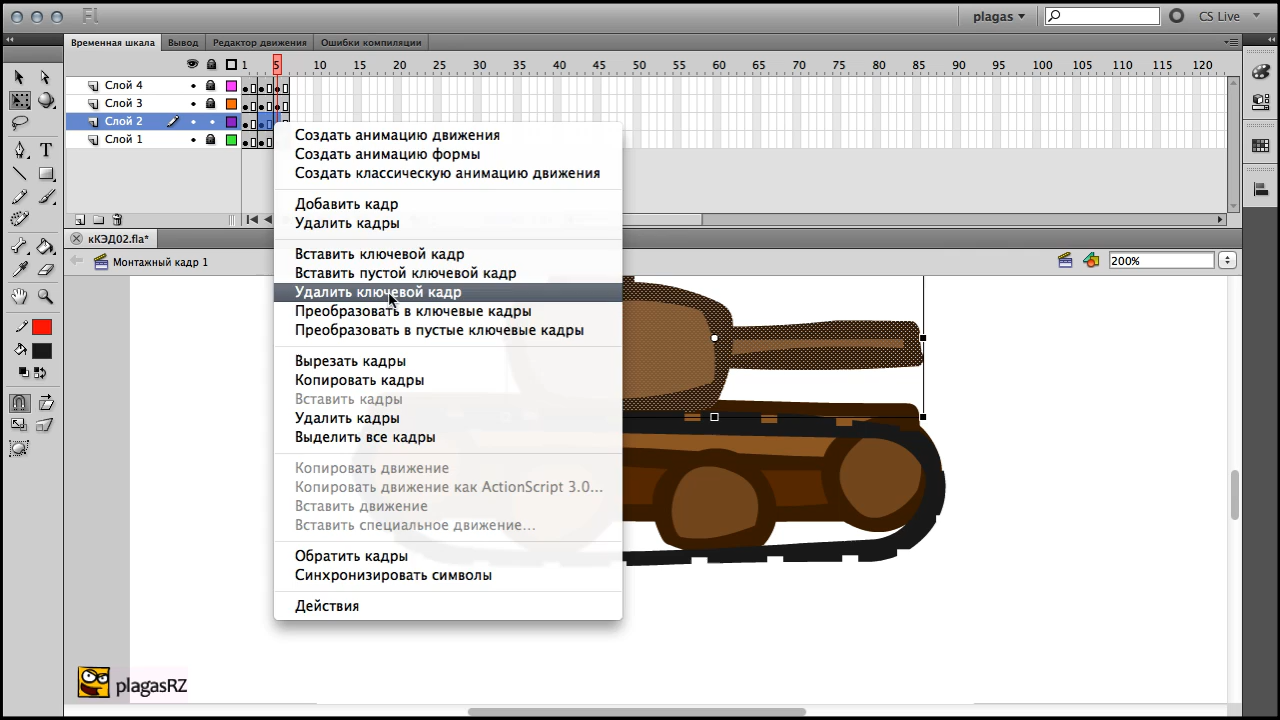 Fl
plagas
CS Live
Временная шкала
Вывод
Редактор движения
Ошибки компиляции
1 5 10 15 20 25 30 35 40 45 50 55 60 65 70 75 80 85 90 95 100 105 110 115 120
Слой 4
Слой 3
Слой 2
Слой 1
кКЭД02.fla*
Монтажный кадр 1
200%
Создать анимацию движения
Создать анимацию формы
Создать классическую анимацию движения
Добавить кадр
Удалить кадры
Вставить ключевой кадр
Вставить пустой ключевой кадр
Удалить ключевой кадр
Преобразовать в ключевые кадры
Преобразовать в пустые ключевые кадры
Вырезать кадры
Копировать кадры
Вставить кадры
Удалить кадры
Выделить все кадры
Копировать движение
Копировать движение как ActionScript 3.0...
Вставить движение
Вставить специальное движение...
Обратить кадры
Синхронизировать символы
Действия
plagasRZ